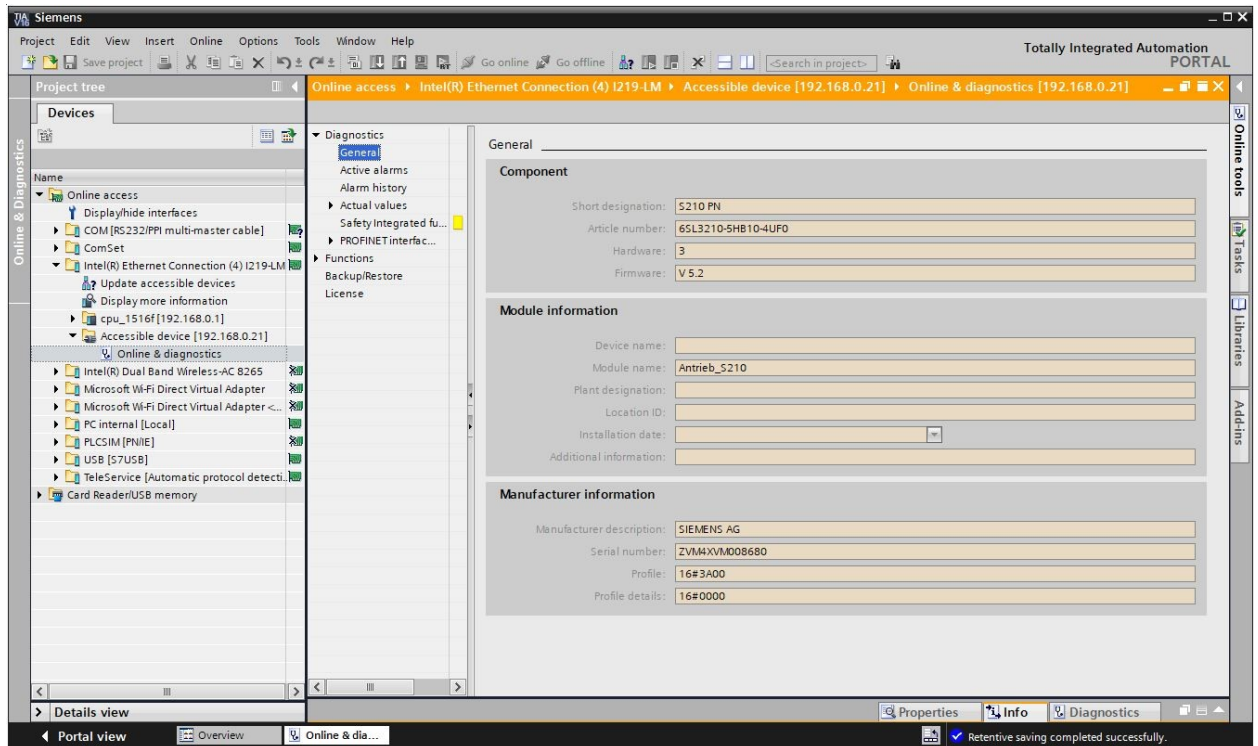 TIA V18 Siemens
Project Edit View Insert Online Options Tools Window Help
Totally Integrated Automation
PORTAL
Save project
Go online
Go offline
<Search in project>
Project tree
Online access Intel(R) Ethernet Connection (4) I219-LM Accessible device [192.168.0.21] Online & diagnostics [192.168.0.21]
Devices
Name
Online access
Display/hide interfaces
COM [RS232/PPI multi-master cable]
ComSet
Intel(R) Ethernet Connection (4) I219-LM
Update accessible devices
Display more information
cpu_1516f [192.168.0.1]
Accessible device [192.168.0.21]
Online & diagnostics
Intel(R) Dual Band Wireless-AC 8265
Microsoft Wi-Fi Direct Virtual Adapter
Microsoft Wi-Fi Direct Virtual Adapter <...
PC internal [Local]
PLCSIM [PN/IE]
USB [S7USB]
TeleService [Automatic protocol detecti...
Card Reader/USB memory
Details view
Online & Diagnostics
Diagnostics
General
Active alarms
Alarm history
Actual values
Safety Integrated fu...
PROFINET interfac...
Functions
Backup/Restore
License
General
Component
Short designation: S210 PN
Article number: 6SL3210-5HB10-4UF0
Hardware: 3
Firmware: V 5.2
Module information
Device name:
Module name: Antrieb_S210
Plant designation:
Location ID:
Installation date:
Additional information:
Manufacturer information
Manufacturer description: SIEMENS AG
Serial number: ZVM4XVM008680
Profile: 16#3A00
Profile details: 16#0000
Online tools
Tasks
Libraries
Add-ins
Properties
Info
Diagnostics
Portal view
Overview
Online & dia...
Retentive saving completed successfully.